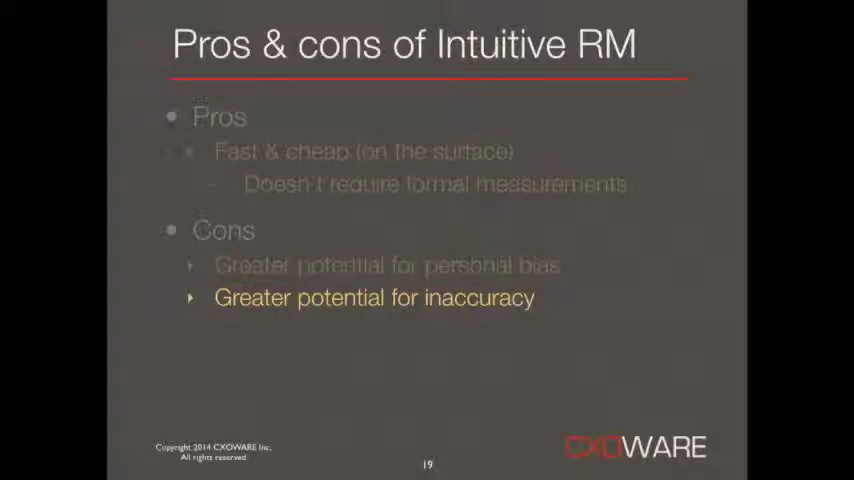 Pros & cons of Intuitive RM
• Pros
• Fast & cheap (on the surface)
- Doesn't require formal measurements
• Cons
‣ Greater potential for personal bias
‣ Greater potential for inaccuracy
Copyright 2014 CXOWARE Inc.
All rights reserved
19
CXOWARE